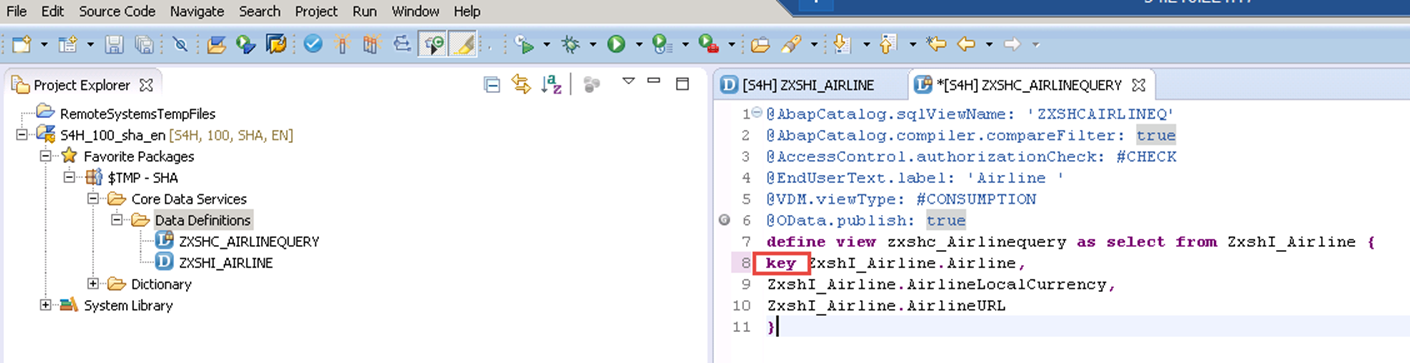 File Edit Source Code Navigate Search Project Run Window Help
Project Explorer
RemoteSystemsTempFiles
S4H_100_sha_en [S4H, 100, SHA, EN]
Favorite Packages
$TMP - SHA
Core Data Services
Data Definitions
ZXSHC_AIRLINEQUERY
ZXSHI_AIRLINE
Dictionary
System Library
[S4H] ZXSHI_AIRLINE
*[S4H] ZXSHC_AIRLINEQUERY
1 @AbapCatalog.sqlViewName: 'ZXSHCAIRLINEQ'
2 @AbapCatalog.compiler.compareFilter: true
3 @AccessControl.authorizationCheck: #CHECK
4 @EndUserText.label: 'Airline '
5 @VDM.viewType: #CONSUMPTION
6 @OData.publish: true
7 define view zxshc_Airlinequery as select from ZxshI_Airline {
8 key ZxshI_Airline.Airline,
9 ZxshI_Airline.AirlineLocalCurrency,
10 ZxshI_Airline.AirlineURL
11 }